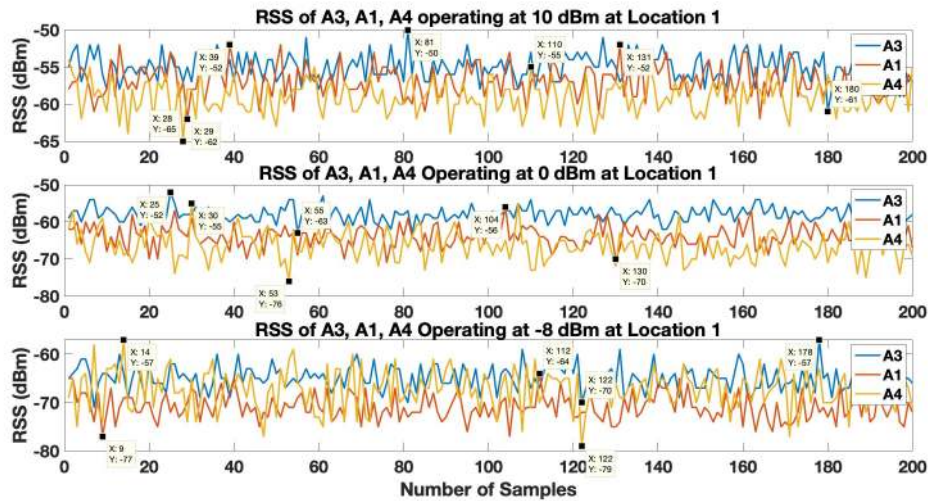 RSS of A3, A1, A4 operating at 10 dBm at Location 1
RSS (dBm)
-50
-55
-60
-65
X: 28
Y: -65
X: 29
Y: -62
X: 39
Y: -52
X: 81
Y: -50
X: 110
Y: -55
X: 131
Y: -52
X: 180
Y: -61
A3
A1
A4
0 20 40 60 80 100 120 140 160 180 200
RSS of A3, A1, A4 Operating at 0 dBm at Location 1
RSS (dBm)
-50
-60
-70
-80
X: 25
Y: -52
X: 30
Y: -55
X: 53
Y: -76
X: 55
Y: -63
X: 104
Y: -56
X: 130
Y: -70
A3
A1
A4
0 20 40 60 80 100 120 140 160 180 200
RSS of A3, A1, A4 Operating at -8 dBm at Location 1
RSS (dBm)
-60
-70
-80
X: 9
Y: -77
X: 14
Y: -57
X: 112
Y: -64
X: 122
Y: -70
X: 122
Y: -79
X: 178
Y: -57
A3
A1
A4
0 20 40 60 80 100 120 140 160 180 200
Number of Samples